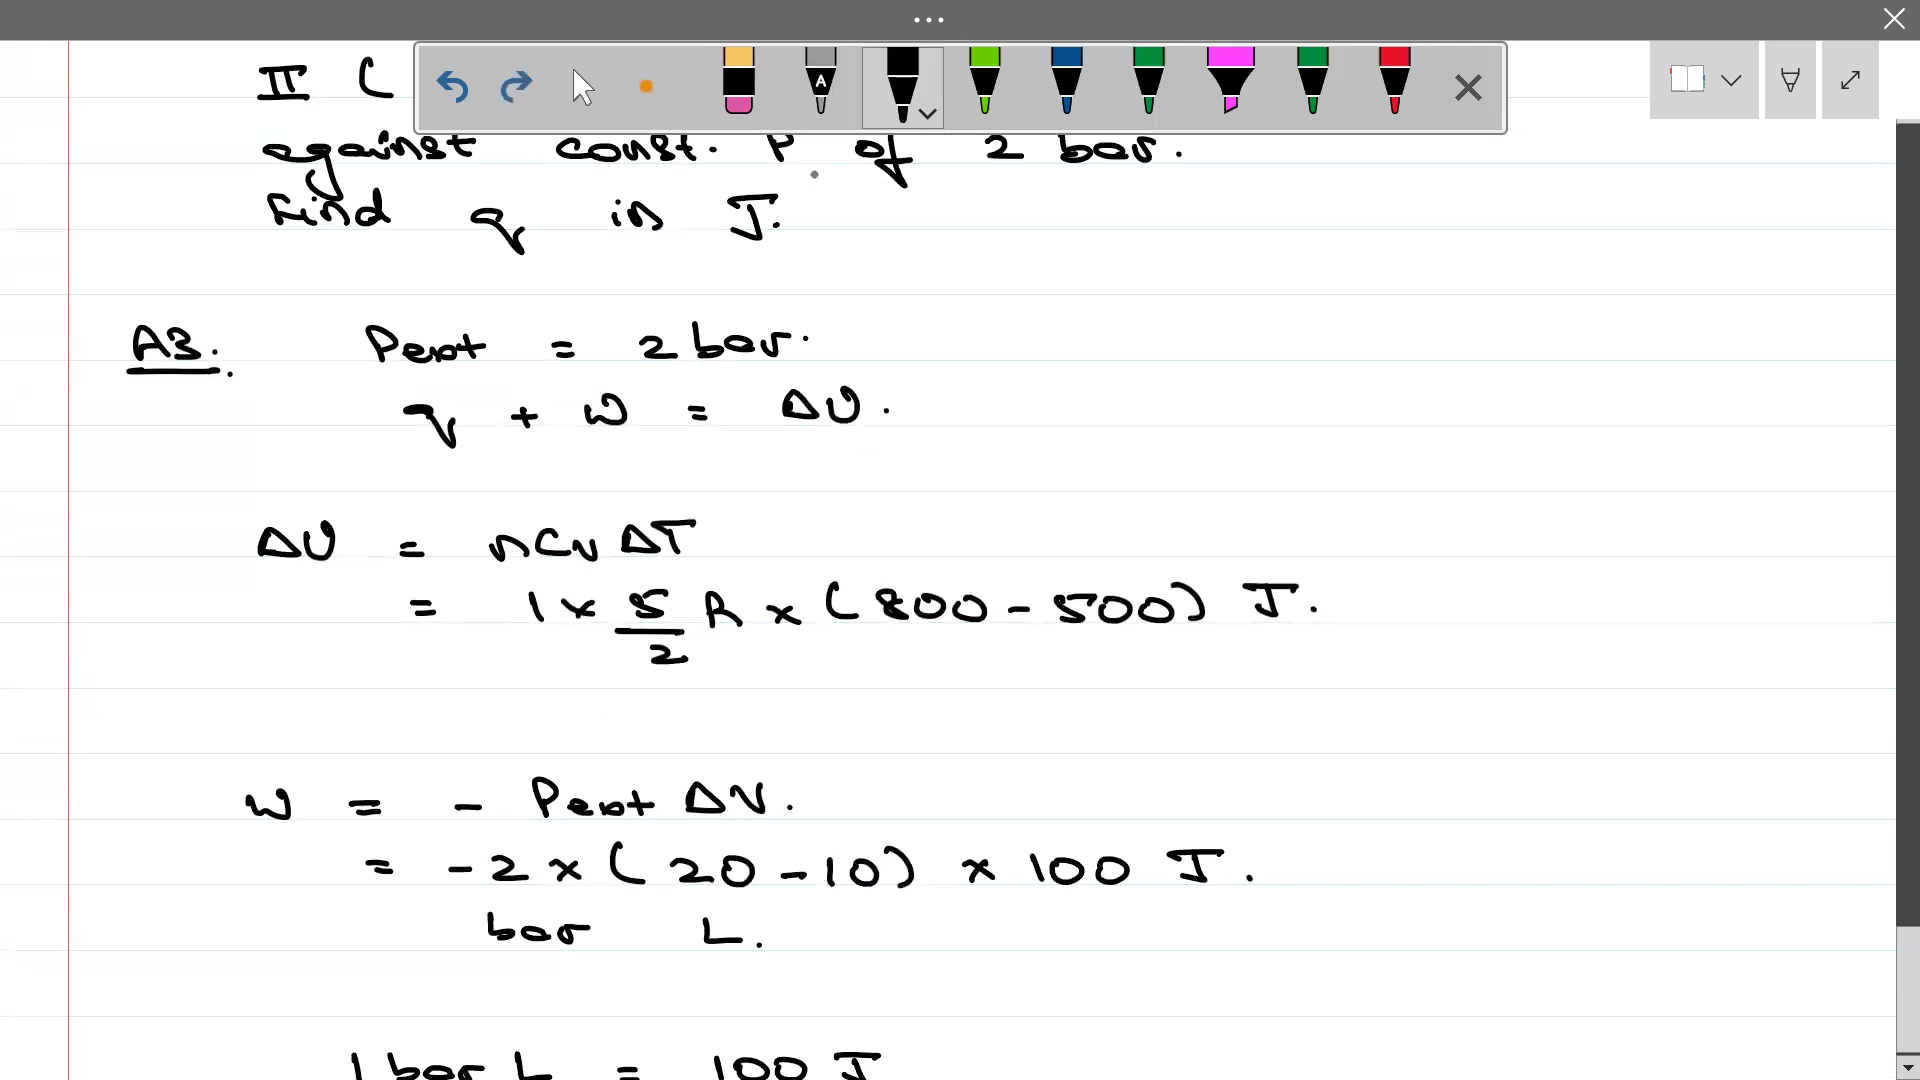 II (
against const. P of 2 bar.
Find q in J.
A3. Pext = 2 bar.
q + w = ΔU.
ΔU = nCv ΔT
= 1 × 5/2 R × (800 - 500) J.
w = - Pext ΔV.
= -2 × (20 - 10) × 100 J.
bar L.
1 bar L = 100 J